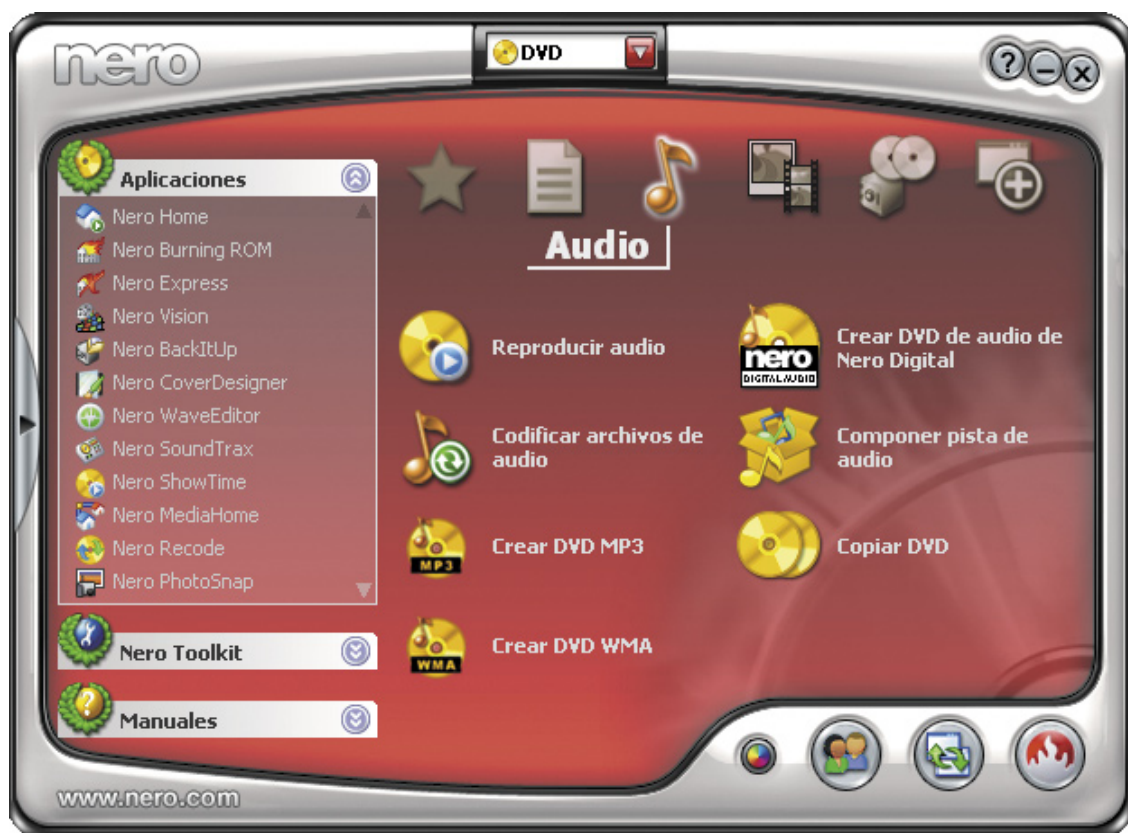 nero
DVD
?
Aplicaciones
Nero Home
Nero Burning ROM
Nero Express
Nero Vision
Nero BackItUp
Nero CoverDesigner
Nero WaveEditor
Nero SoundTrax
Nero ShowTime
Nero MediaHome
Nero Recode
Nero PhotoSnap
Nero Toolkit
?
Manuales
Audio
Reproducir audio
nero
DIGITAL AUDIO
Crear DVD de audio de
Nero Digital
Codificar archivos de
audio
Componer pista de
audio
MP3
Crear DVD MP3
Copiar DVD
WMA
Crear DVD WMA
www.nero.com